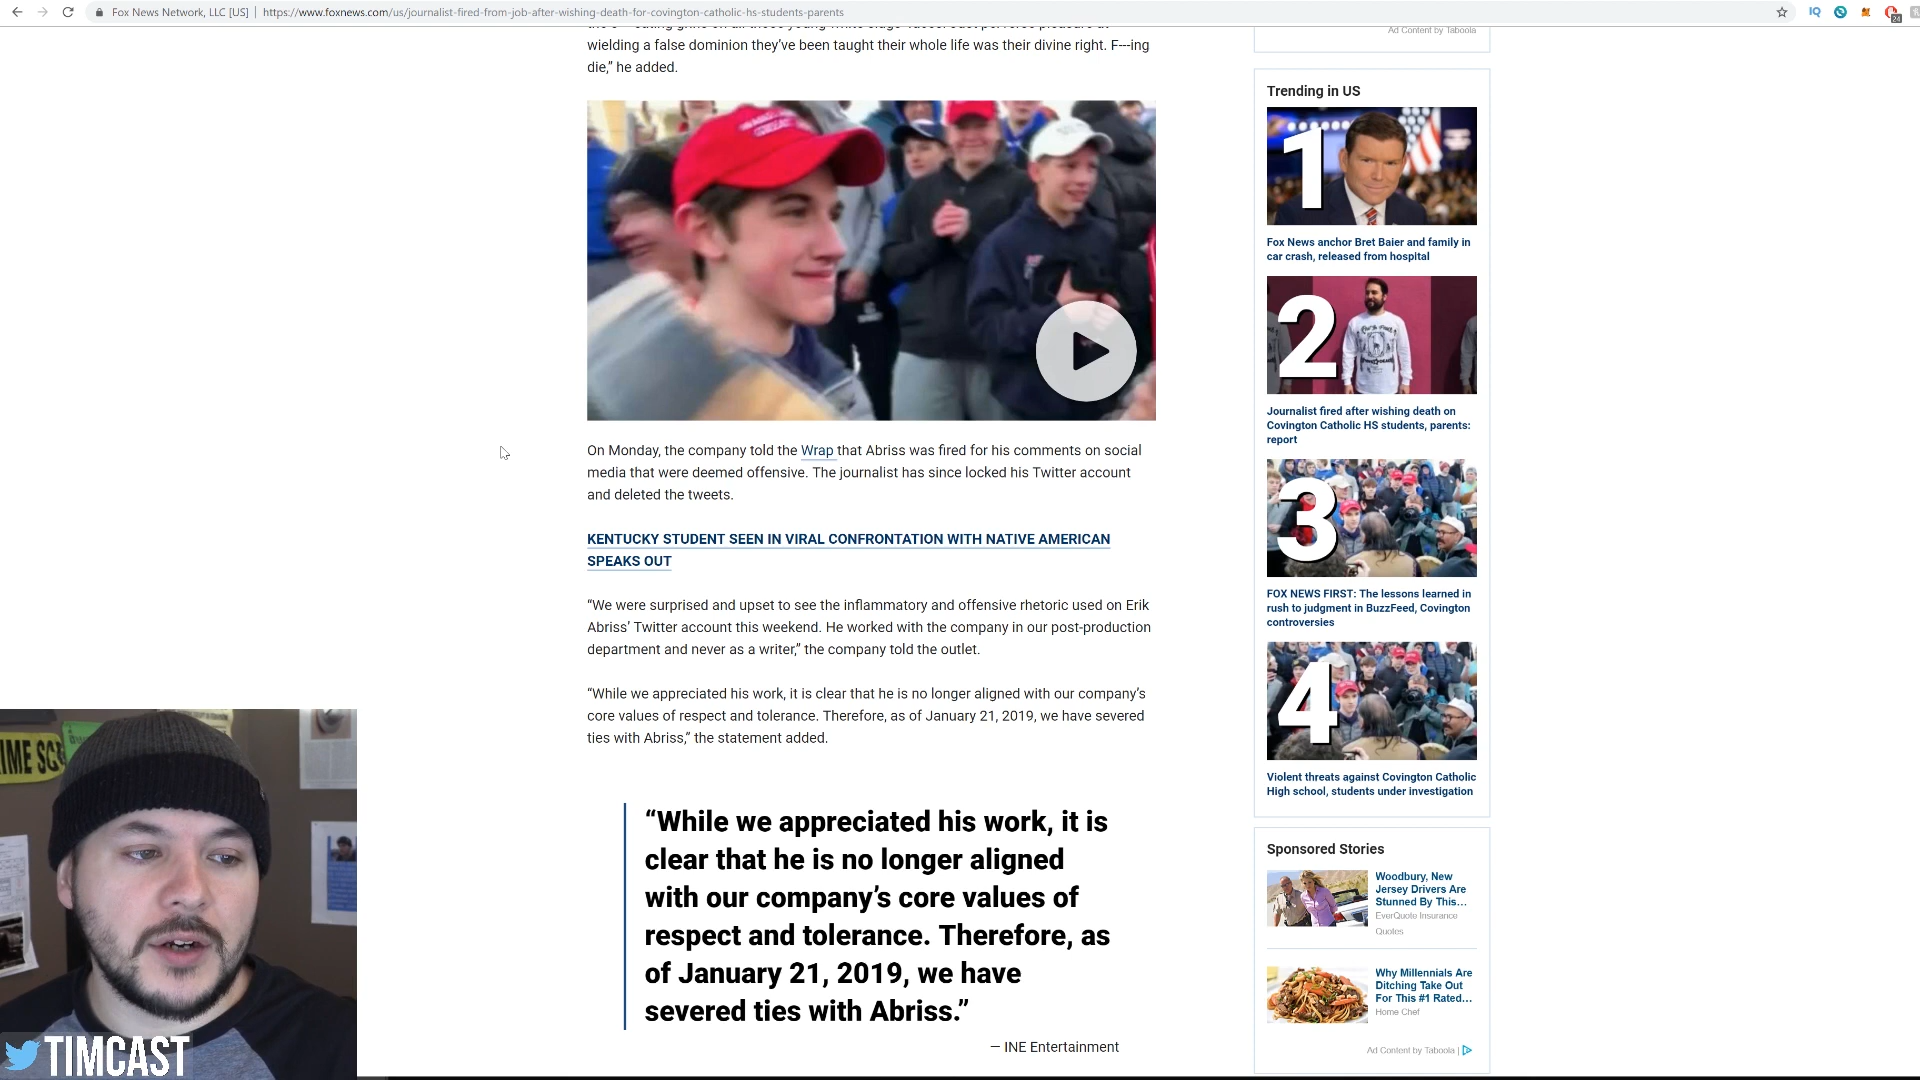 Fox News Network, LLC [US] | https://www.foxnews.com/us/journalist-fired-from-job-after-wishing-death-for-covington-catholic-hs-students-parents
IQ
24
wielding a false dominion they’ve been taught their whole life was their divine right. F---ing
die,” he added.
On Monday, the company told the Wrap that Abriss was fired for his comments on social
media that were deemed offensive. The journalist has since locked his Twitter account
and deleted the tweets.
KENTUCKY STUDENT SEEN IN VIRAL CONFRONTATION WITH NATIVE AMERICAN
SPEAKS OUT
“We were surprised and upset to see the inflammatory and offensive rhetoric used on Erik
Abriss’ Twitter account this weekend. He worked with the company in our post-production
department and never as a writer,” the company told the outlet.
“While we appreciated his work, it is clear that he is no longer aligned with our company’s
core values of respect and tolerance. Therefore, as of January 21, 2019, we have severed
ties with Abriss,” the statement added.
“While we appreciated his work, it is
clear that he is no longer aligned
with our company’s core values of
respect and tolerance. Therefore, as
of January 21, 2019, we have
severed ties with Abriss.”
— INE Entertainment
Ad Content by Taboola
Trending in US
1
Fox News anchor Bret Baier and family in
car crash, released from hospital
2
Journalist fired after wishing death on
Covington Catholic HS students, parents:
report
3
FOX NEWS FIRST: The lessons learned in
rush to judgment in BuzzFeed, Covington
controversies
4
Violent threats against Covington Catholic
High school, students under investigation
Sponsored Stories
Woodbury, New
Jersey Drivers Are
Stunned By This...
EverQuote Insurance
Quotes
Why Millennials Are
Ditching Take Out
For This #1 Rated...
Home Chef
Ad Content by Taboola |
TIMCAST